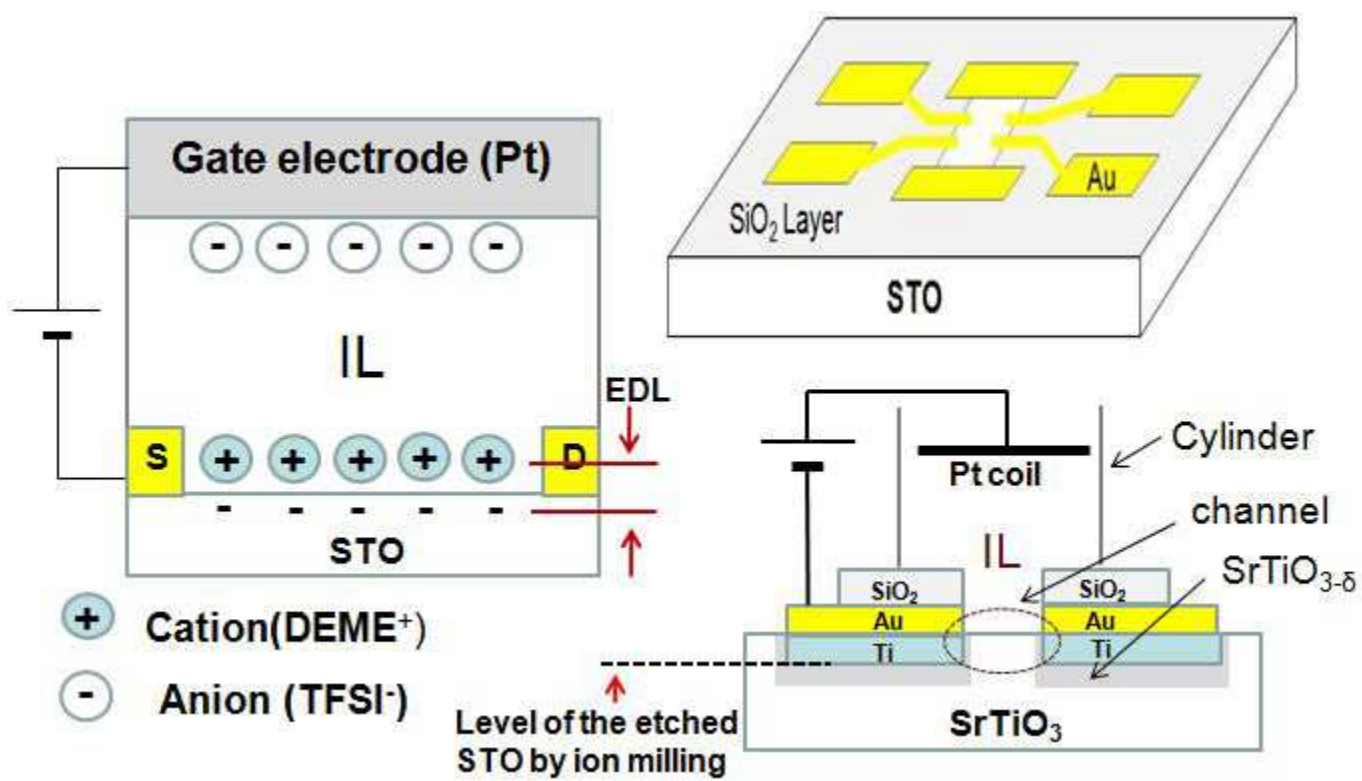 Gate electrode (Pt)
- - - - -
IL
EDL
S
+ + + + +
D
- - - - -
STO
+ Cation(DEME⁺)
- Anion (TFSI⁻)
Au
SiO₂ Layer
STO
Cylinder
Pt coil
channel
IL
SrTiO₃₋δ
SiO₂
SiO₂
Au
Au
Ti
Ti
Level of the etched
STO by ion milling
SrTiO₃